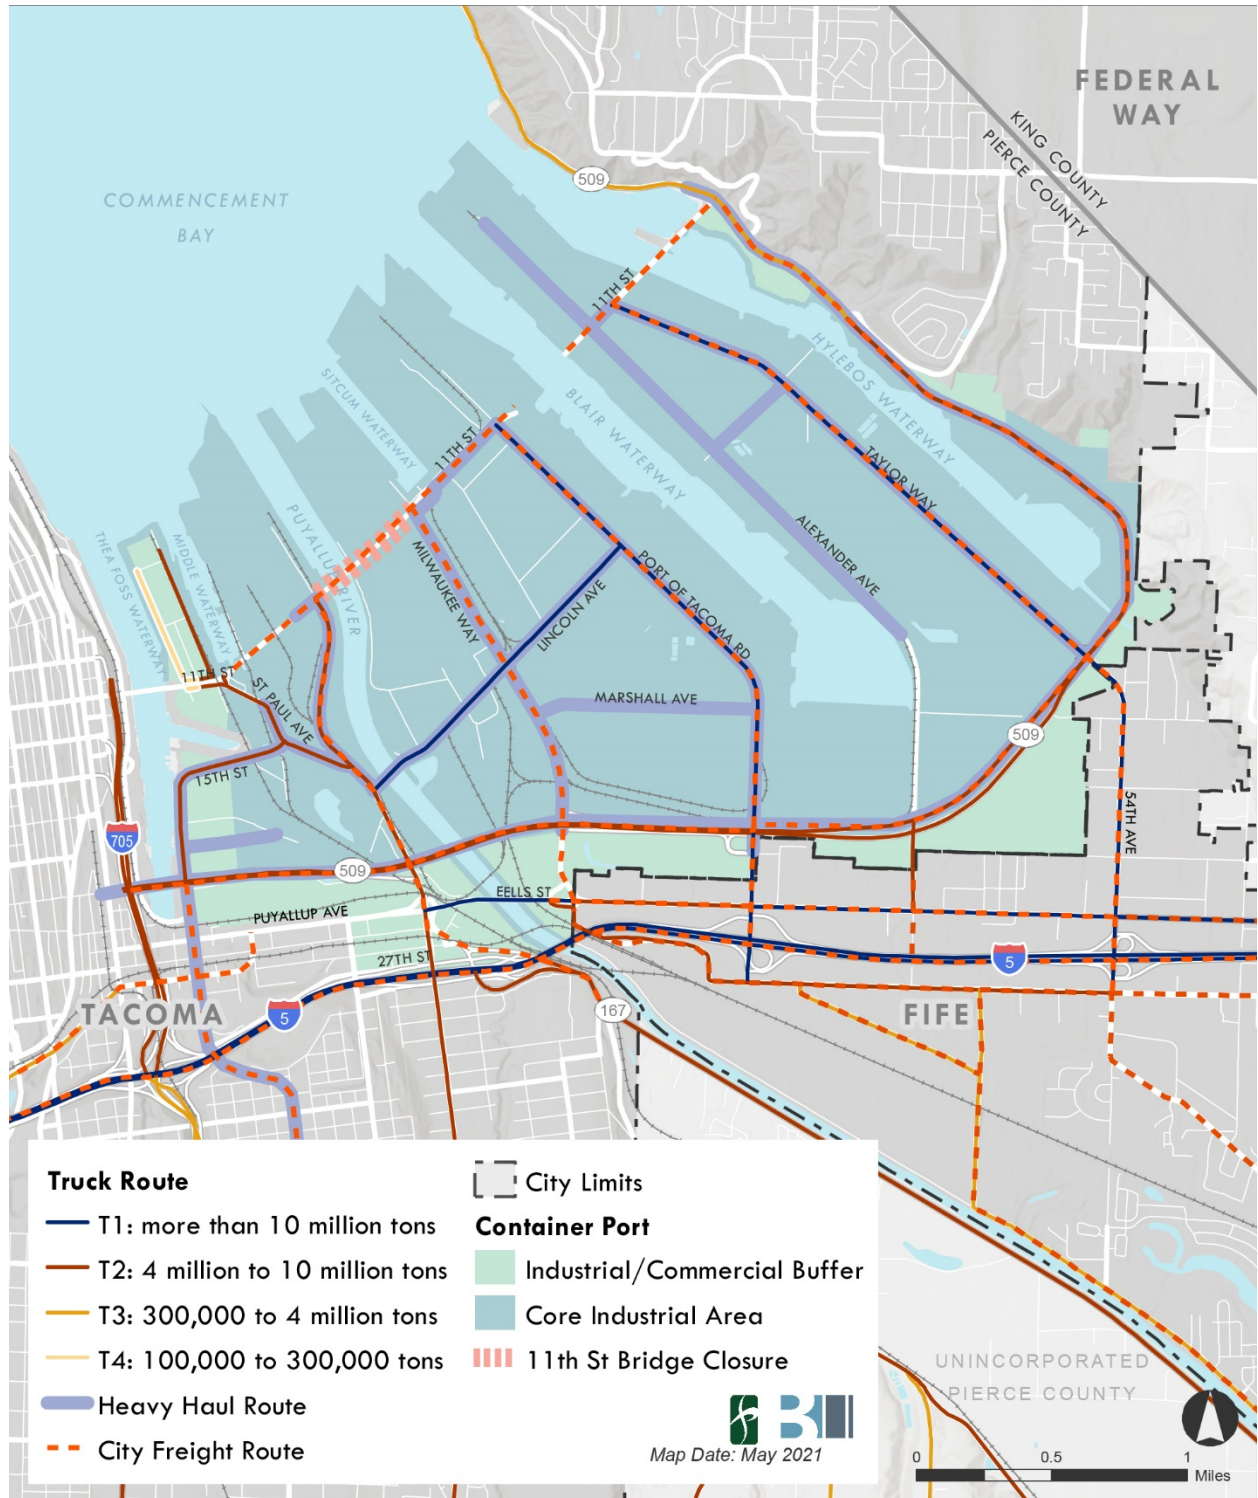 FEDERAL
WAY
KING COUNTY
PIERCE COUNTY
509
COMMENCEMENT
BAY
11TH ST
HYLEBOS WATERWAY
SITCUM WATERWAY
BLAIR WATERWAY
11TH ST
TAYLOR WAY
PUYALLUP RIVER
ALEXANDER AVE
THEA FOSS WATERWAY
MIDDLE WATERWAY
MILWAUKEE WAY
LINCOLN AVE
PORT OF TACOMA RD
11TH ST
ST PAUL AVE
MARSHALL AVE
509
15TH ST
54TH AVE
705
509
EELLS ST
PUYALLUP AVE
27TH ST
5
TACOMA
5
167
FIFE
Truck Route
T1: more than 10 million tons
T2: 4 million to 10 million tons
T3: 300,000 to 4 million tons
T4: 100,000 to 300,000 tons
Heavy Haul Route
City Freight Route
City Limits
Container Port
Industrial/Commercial Buffer
Core Industrial Area
11th St Bridge Closure
Map Date: May 2021
UNINCORPORATED
PIERCE COUNTY
0 0.5 1
Miles